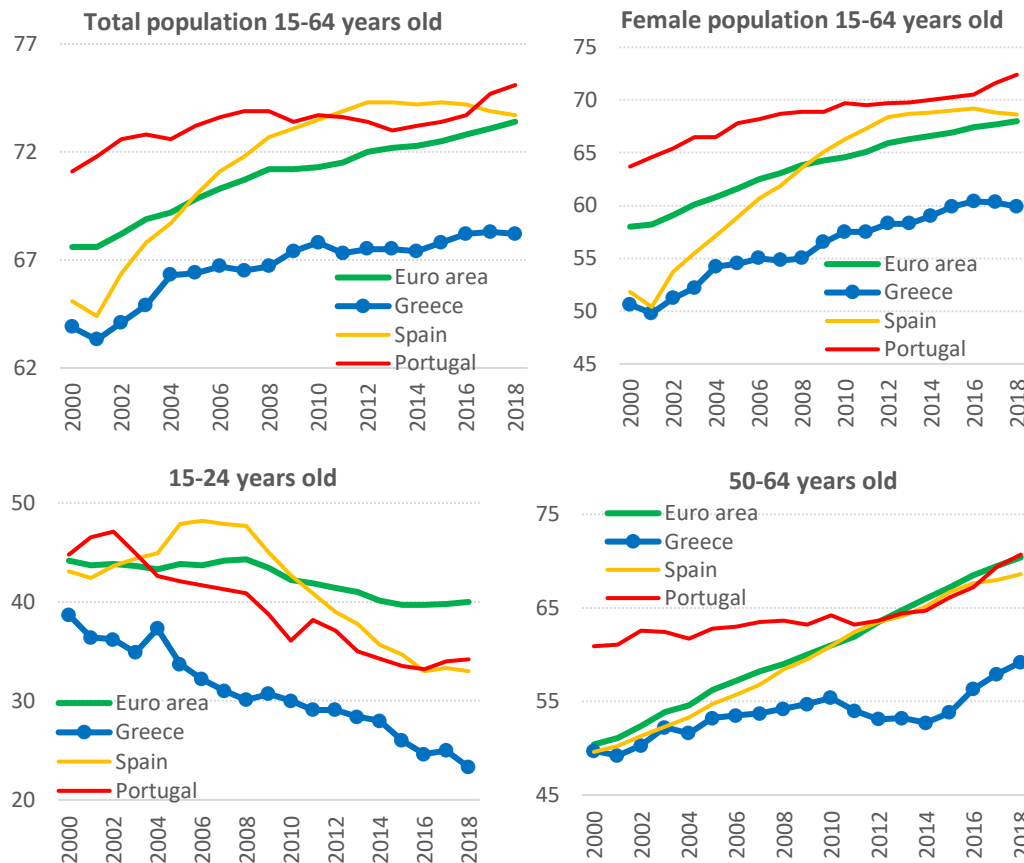 Total population 15-64 years old
77
72
67
62
Euro area
Greece
Spain
Portugal
2000
2002
2004
2006
2008
2010
2012
2014
2016
2018
Female population 15-64 years old
75
70
65
60
55
50
45
Euro area
Greece
Spain
Portugal
2000
2002
2004
2006
2008
2010
2012
2014
2016
2018
15-24 years old
50
40
30
20
Euro area
Greece
Spain
Portugal
2000
2002
2004
2006
2008
2010
2012
2014
2016
2018
50-64 years old
75
65
55
45
Euro area
Greece
Spain
Portugal
2000
2002
2004
2006
2008
2010
2012
2014
2016
2018